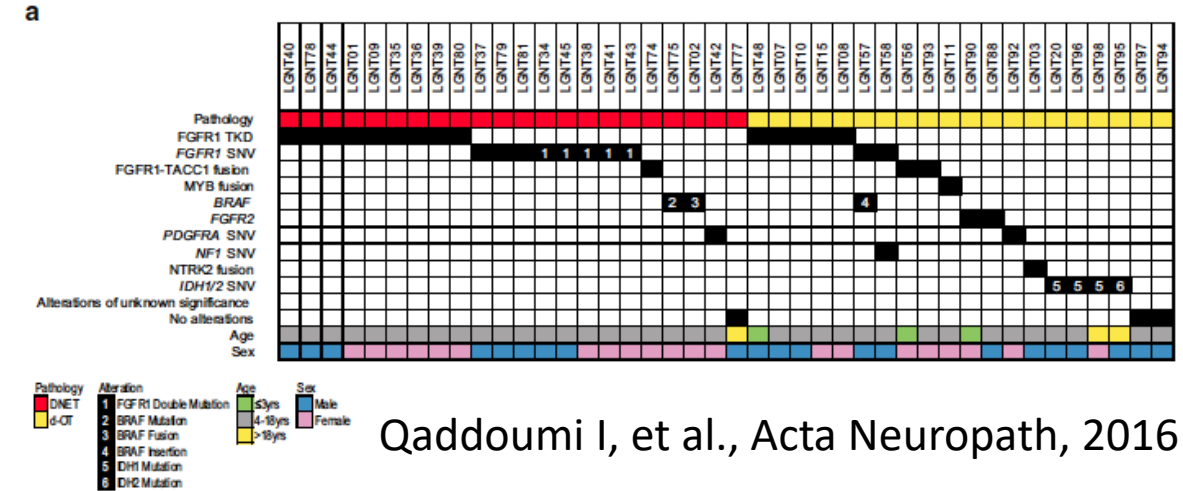 a
LGNT40 LGNT78 LGNT44 LGNT01 LGNT09 LGNT35 LGNT36 LGNT39 LGNT80 LGNT37 LGNT79 LGNT81 LGNT34 LGNT45 LGNT38 LGNT41 LGNT43 LGNT74 LGNT75 LGNT02 LGNT42 LGNT77 LGNT48 LGNT07 LGNT10 LGNT15 LGNT08 LGNT57 LGNT58 LGNT56 LGNT93 LGNT11 LGNT90 LGNT88 LGNT92 LGNT03 LGNT20 LGNT96 LGNT98 LGNT95 LGNT97 LGNT94
Pathology
FGFR1 TKD
FGFR1 SNV 1 1 1 1 1
FGFR1-TACC1 fusion
MYB fusion
BRAF 2 3 4
FGFR2
PDGFRA SNV
NF1 SNV
NTRK2 fusion
IDH1/2 SNV 5 5 5 6
Alterations of unknown significance
No alterations
Age
Sex
Pathology Alteration Age Sex
DNET 1 FGFR1 Double Mutation ≤3yrs Male
d-OT 2 BRAF Mutation 4-18yrs Female
3 BRAF Fusion >18yrs
4 BRAF Insertion
5 IDH1 Mutation
6 IDH2 Mutation
Qaddoumi I, et al., Acta Neuropath, 2016